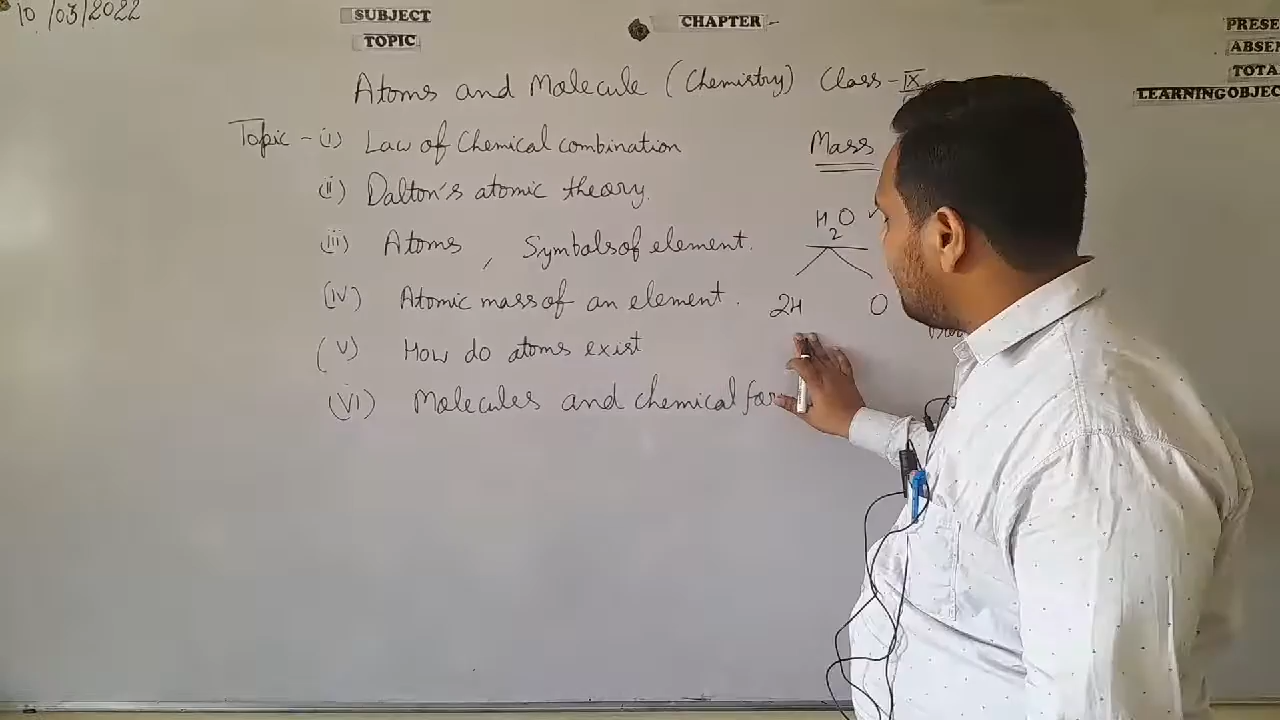 10/03/2022
SUBJECT
CHAPTER
TOPIC
Atoms and Molecule (Chemistry) Class - IX
Topic - (i) Law of Chemical combination
(ii) Dalton's atomic theory.
(iii) Atoms, Symbols of element.
(iv) Atomic mass of an element.
(v) How do atoms exist
(vi) Molecules and chemical for
Mass
H2O ✓
2H O
PRESE
ABSEN
TOTA
LEARNING OBJEC